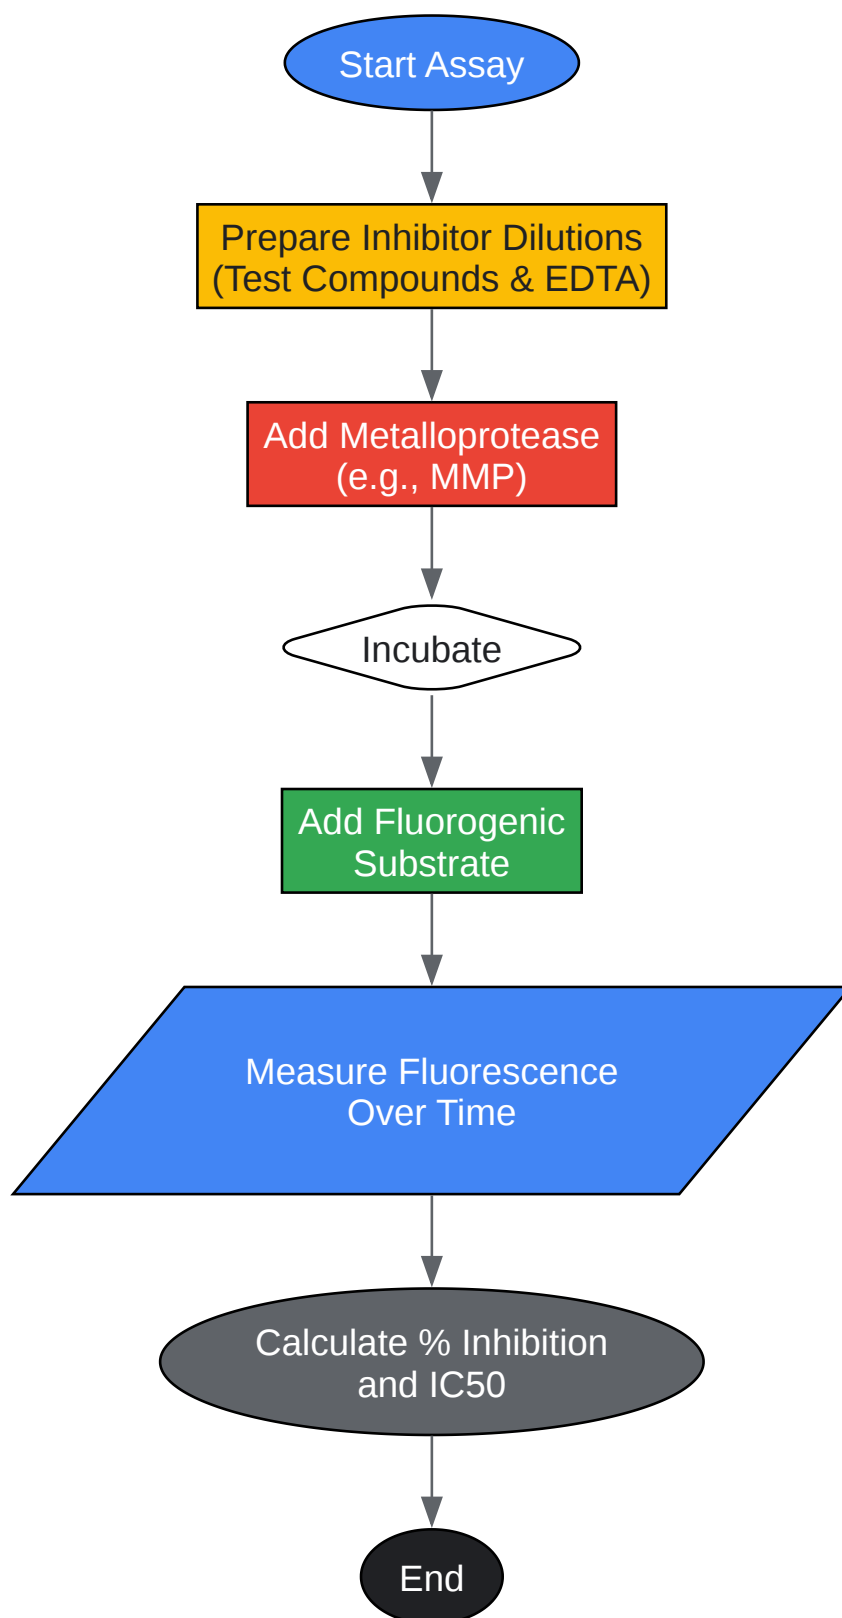 Start Assay
Prepare Inhibitor Dilutions
(Test Compounds & EDTA)
Add Metalloprotease
(e.g., MMP)
Incubate
Add Fluorogenic
Substrate
Measure Fluorescence
Over Time
Calculate % Inhibition
and IC50
End